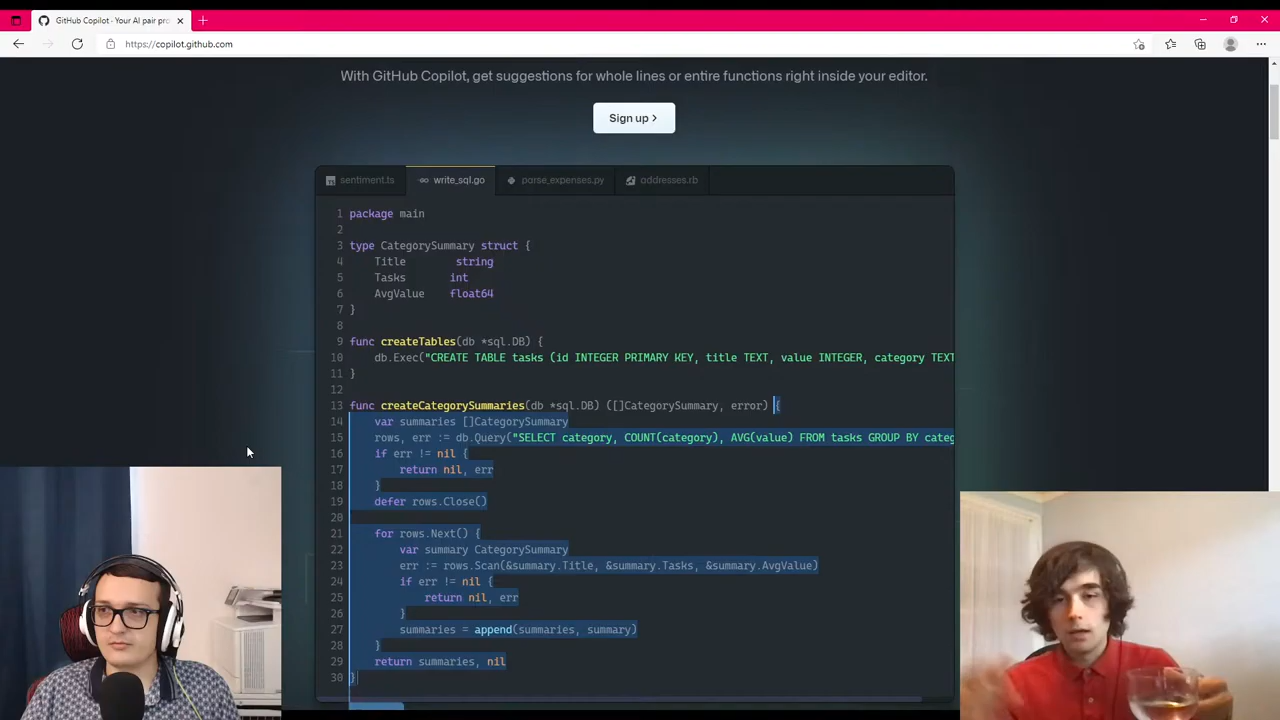 GitHub Copilot - Your AI pair pro
https://copilot.github.com
With GitHub Copilot, get suggestions for whole lines or entire functions right inside your editor.
Sign up >
sentiment.ts write_sql.go parse_expenses.py addresses.rb
1 package main
2
3 type CategorySummary struct {
4 Title string
5 Tasks int
6 AvgValue float64
7 }
8
9 func createTables(db *sql.DB) {
10 db.Exec("CREATE TABLE tasks (id INTEGER PRIMARY KEY, title TEXT, value INTEGER, category TEXT
11 }
12
13 func createCategorySummaries(db *sql.DB) ([]CategorySummary, error) {
14 var summaries []CategorySummary
15 rows, err := db.Query("SELECT category, COUNT(category), AVG(value) FROM tasks GROUP BY categ
16 if err != nil {
17 return nil, err
18 }
19 defer rows.Close()
20
21 for rows.Next() {
22 var summary CategorySummary
23 err := rows.Scan(&summary.Title, &summary.Tasks, &summary.AvgValue)
24 if err != nil {
25 return nil, err
26 }
27 summaries = append(summaries, summary)
28 }
29 return summaries, nil
30 }